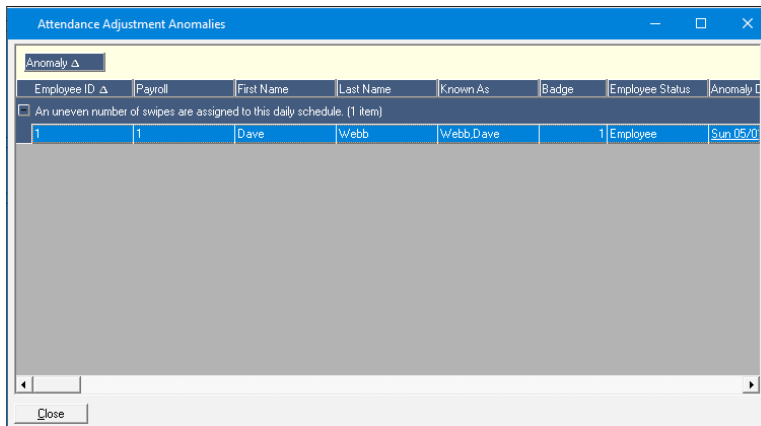 Attendance Adjustment Anomalies
Anomaly
Employee ID Payroll First Name Last Name Known As Badge Employee Status Anomaly D
An uneven number of swipes are assigned to this daily schedule. (1 item)
1 1 Dave Webb Webb,Dave 1 Employee Sun 05/0
Close